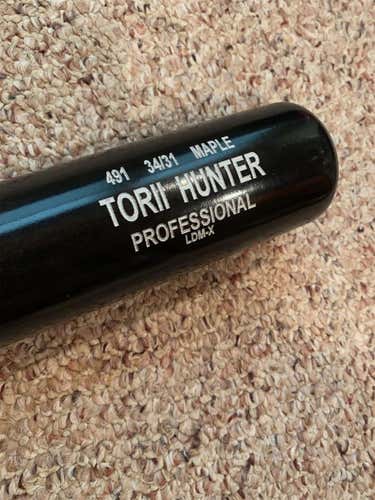 491 34/31 MAPLE
TORII HUNTER
PROFESSIONAL
LDM-X